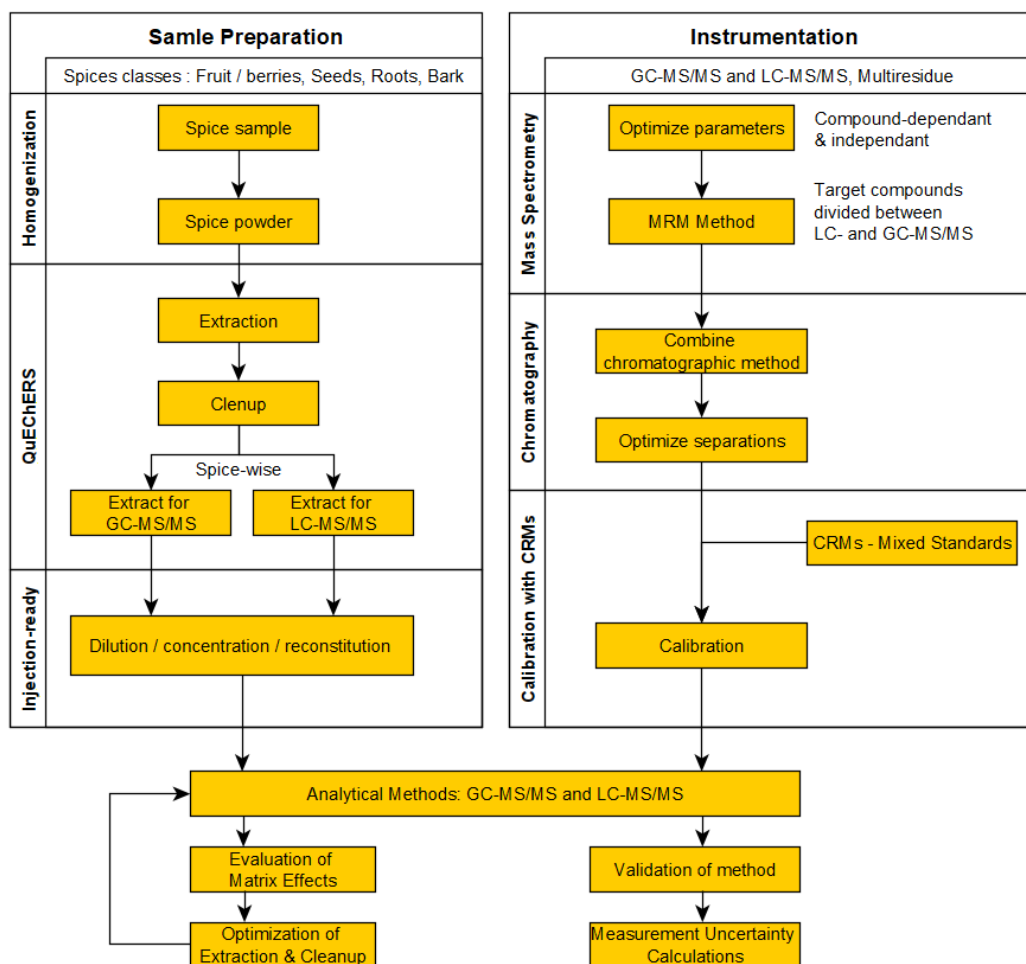 Samle Preparation
Spices classes : Fruit / berries, Seeds, Roots, Bark
Homogenization
Spice sample
Spice powder
QuEChERS
Extraction
Clenup
Spice-wise
Extract for
GC-MS/MS
Extract for
LC-MS/MS
Injection-ready
Dilution / concentration / reconstitution
Instrumentation
GC-MS/MS and LC-MS/MS, Multiresidue
Mass Spectrometry
Optimize parameters
Compound-dependant
& independant
MRM Method
Target compounds
divided between
LC- and GC-MS/MS
Chromatography
Combine
chromatographic method
Optimize separations
Calibration with CRMs
CRMs - Mixed Standards
Calibration
Analytical Methods: GC-MS/MS and LC-MS/MS
Evaluation of
Matrix Effects
Optimization of
Extraction & Cleanup
Validation of method
Measurement Uncertainty
Calculations